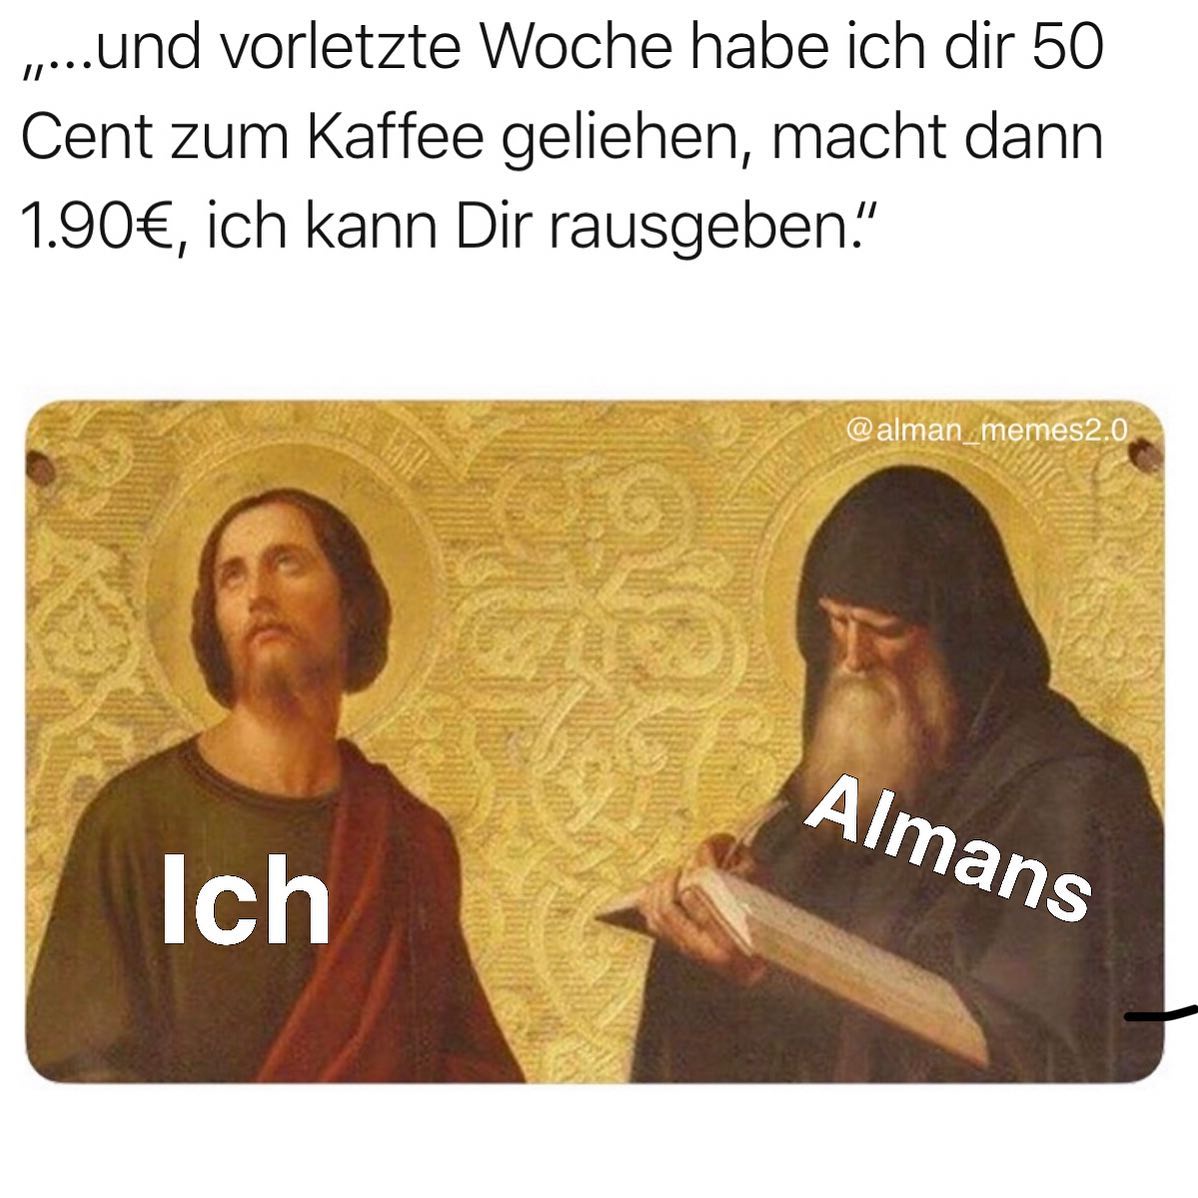 „...und vorletzte Woche habe ich dir 50
Cent zum Kaffee geliehen, macht dann
1.90€, ich kann Dir rausgeben.“
@alman_memes2.0
Ich
Almans